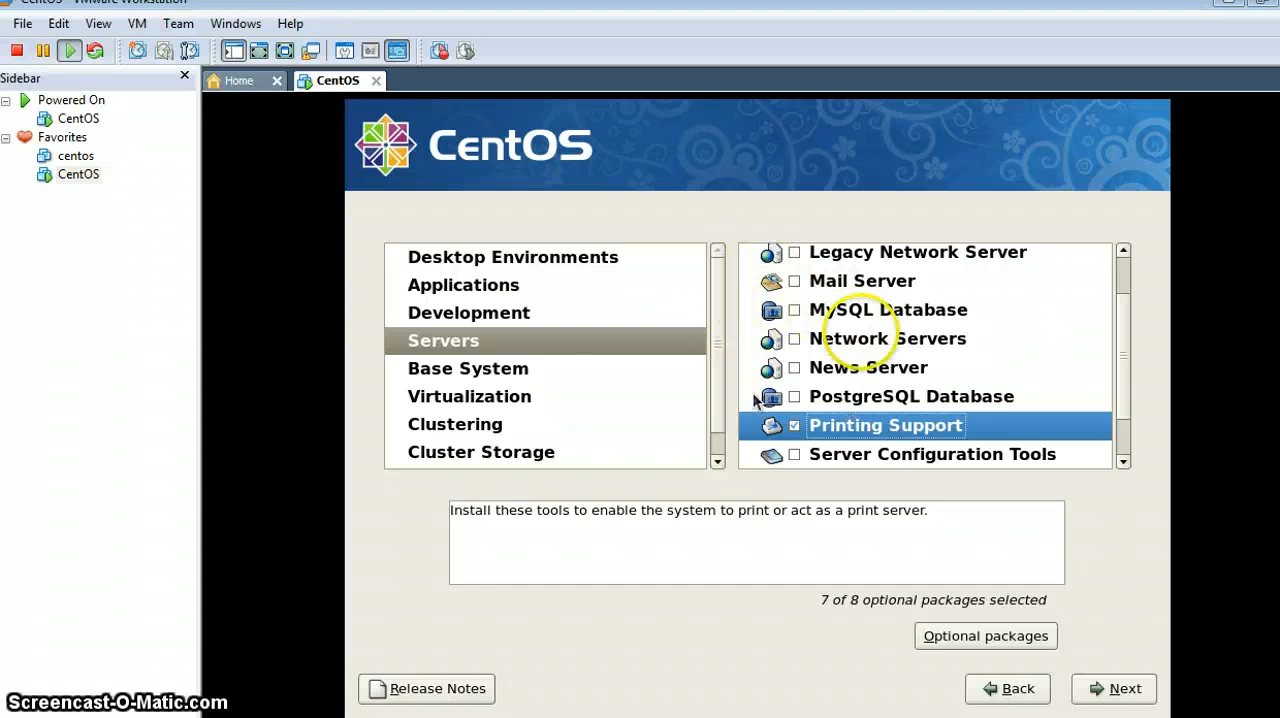 CentOS - VMware Workstation
File Edit View VM Team Windows Help
Sidebar
Powered On
CentOS
Favorites
centos
CentOS
Home
CentOS
CentOS
Desktop Environments
Applications
Development
Servers
Base System
Virtualization
Clustering
Cluster Storage
Legacy Network Server
Mail Server
MySQL Database
Network Servers
News Server
PostgreSQL Database
Printing Support
Server Configuration Tools
Install these tools to enable the system to print or act as a print server.
7 of 8 optional packages selected
Optional packages
Release Notes
Back
Next
Screencast-O-Matic.com